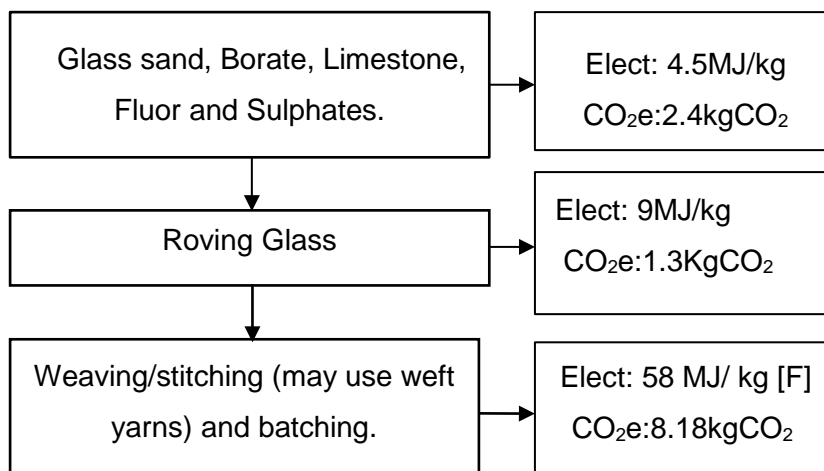 Glass sand, Borate, Limestone,
Fluor and Sulphates.
Elect: 4.5MJ/kg
CO₂e:2.4kgCO₂
Roving Glass
Elect: 9MJ/kg
CO₂e:1.3KgCO₂
Weaving/stitching (may use weft
yarns) and batching.
Elect: 58 MJ/ kg [F]
CO₂e:8.18kgCO₂